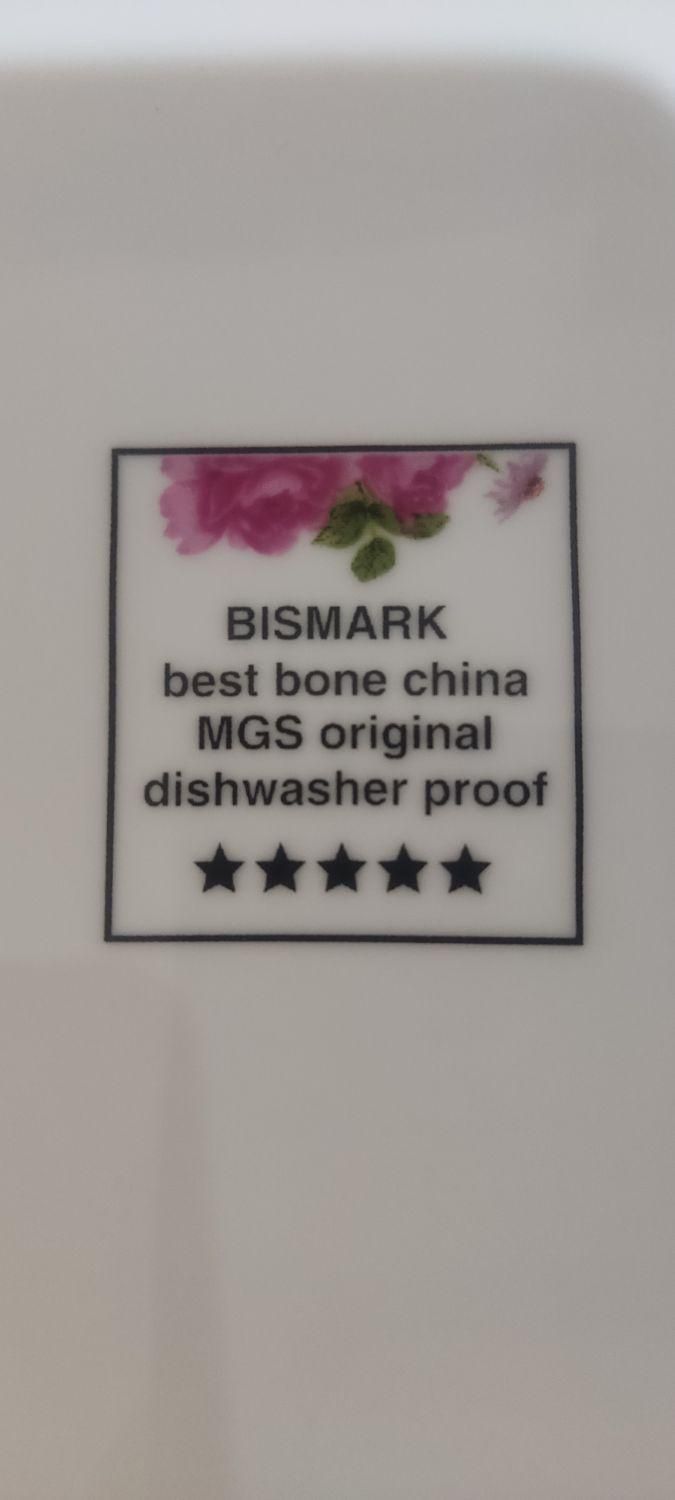 BISMARK
best bone china
MGS original
dishwasher proof